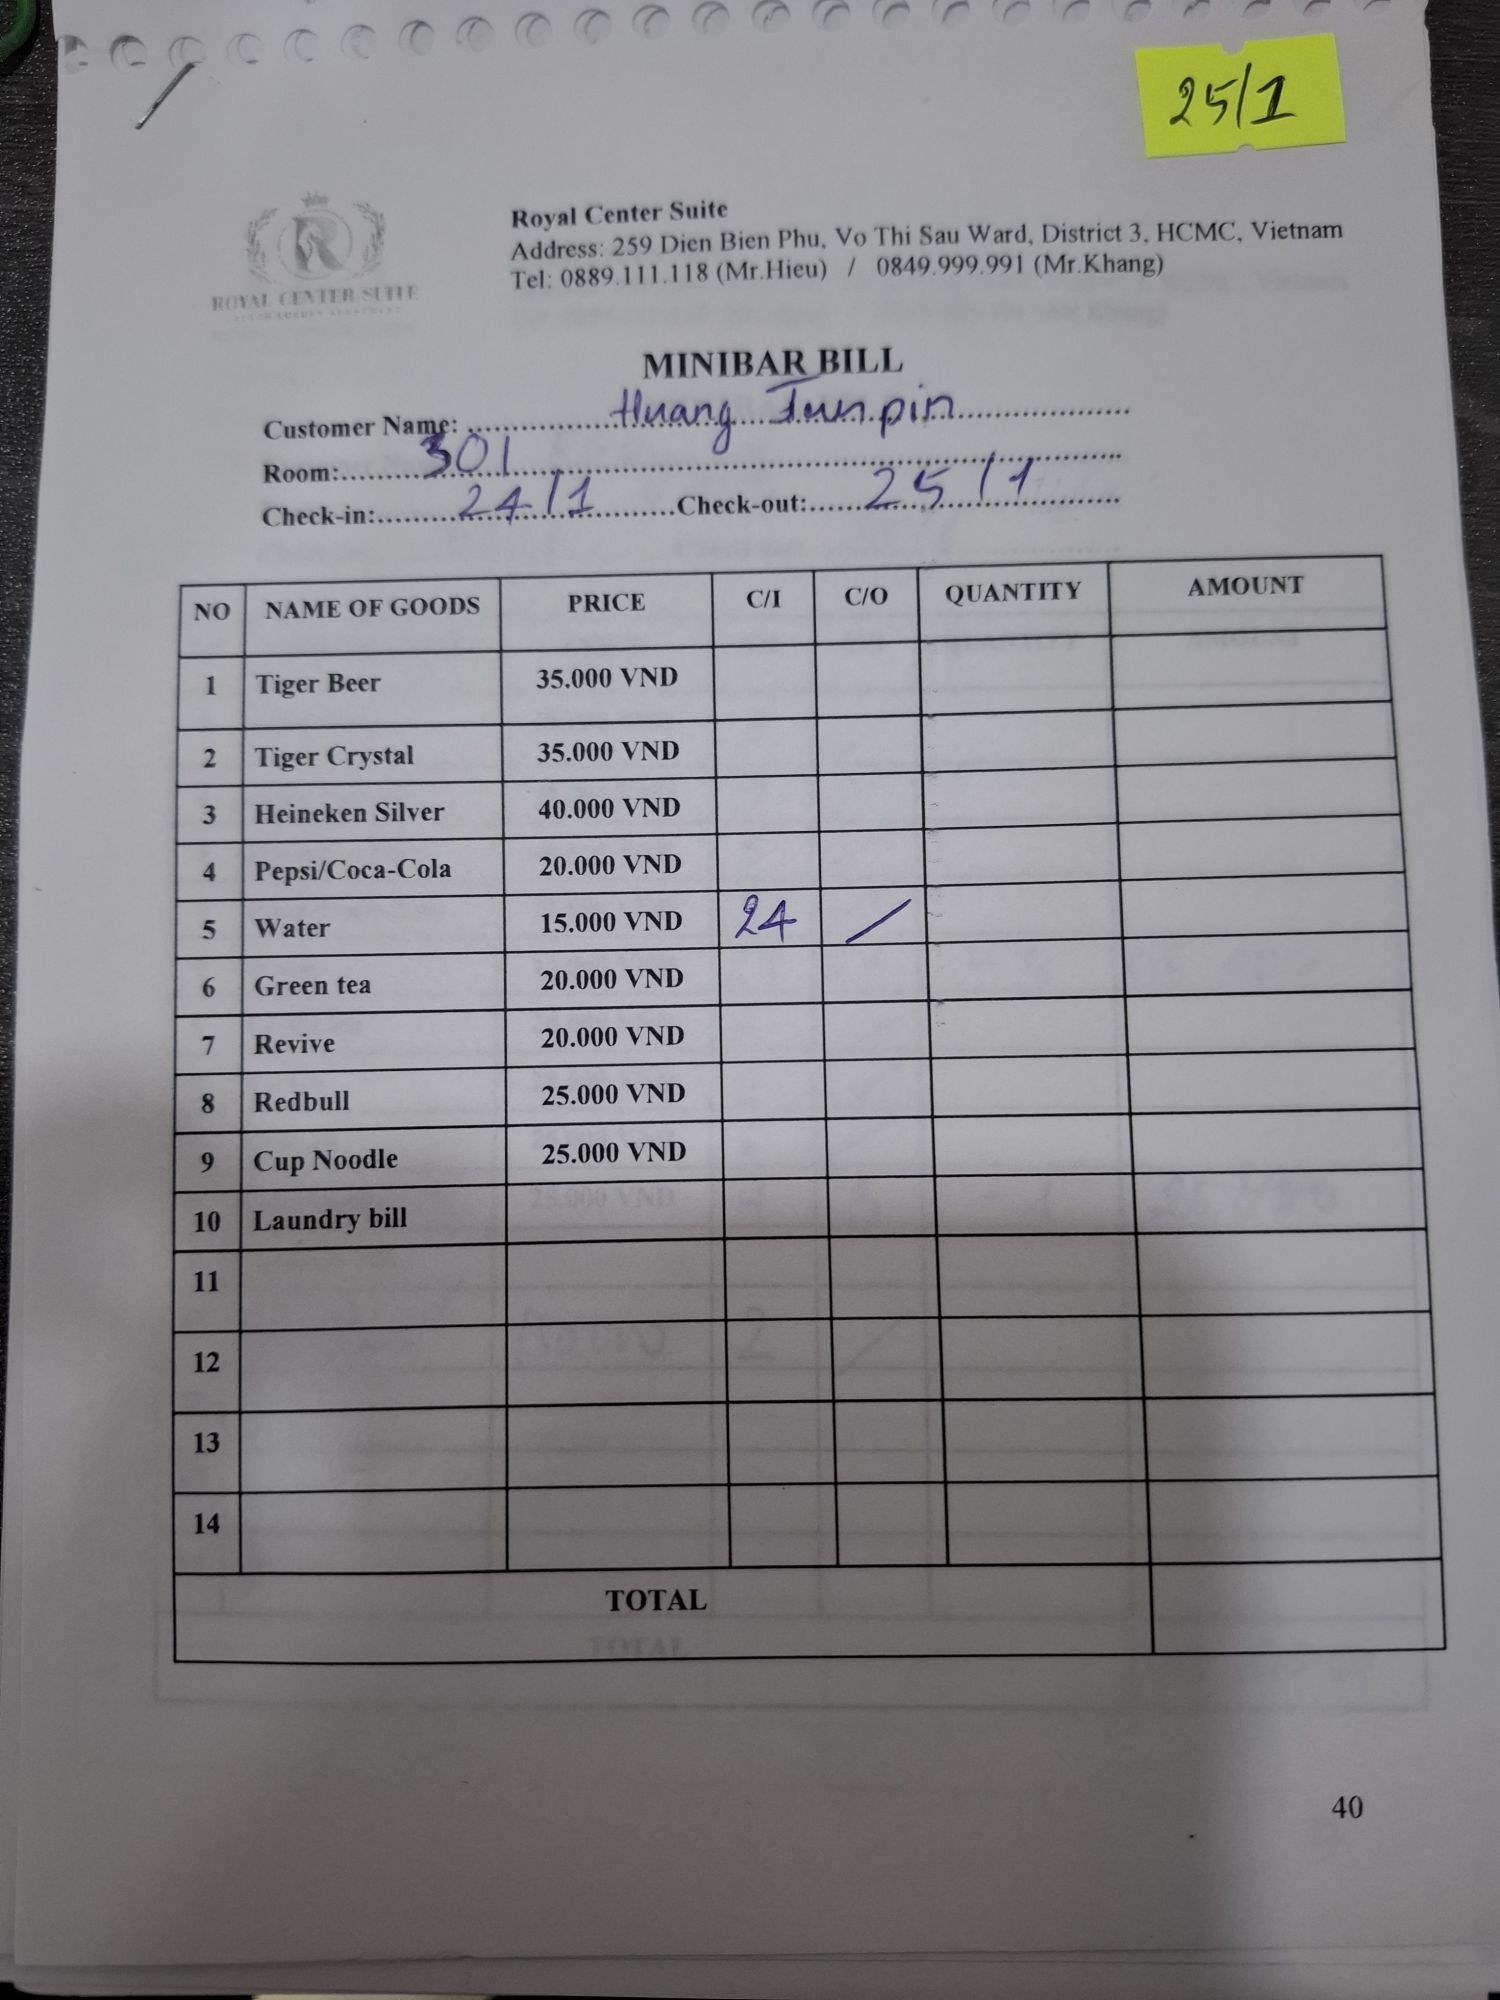 25/1
ROYAL CENTER SUITE
Royal Center Suite
Address: 259 Dien Bien Phu, Vo Thi Sau Ward, District 3, HCMC, Vietnam
Tel: 0889.111.118 (Mr.Hieu) / 0849.999.991 (Mr.Khang)
MINIBAR BILL
Customer Name: Huang Junpin
Room: 301
Check-in: 24/1 Check-out: 25/1
NO NAME OF GOODS PRICE C/I C/O QUANTITY AMOUNT
1 Tiger Beer 35.000 VND
2 Tiger Crystal 35.000 VND
3 Heineken Silver 40.000 VND
4 Pepsi/Coca-Cola 20.000 VND
5 Water 15.000 VND 24 /
6 Green tea 20.000 VND
7 Revive 20.000 VND
8 Redbull 25.000 VND
9 Cup Noodle 25.000 VND
10 Laundry bill
11
12
13
14
TOTAL
40